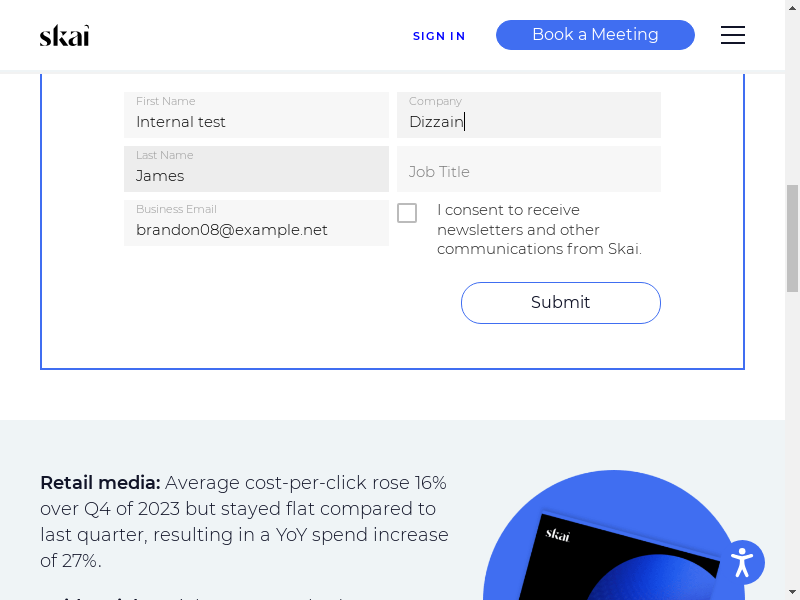 skai
SIGN IN
Book a Meeting
First Name
Internal test
Company
Dizzain
Last Name
James
Job Title
Business Email
brandon08@example.net
I consent to receive
newsletters and other
communications from Skai.
Submit
Retail media: Average cost-per-click rose 16%
over Q4 of 2023 but stayed flat compared to
last quarter, resulting in a YoY spend increase
of 27%.
skai